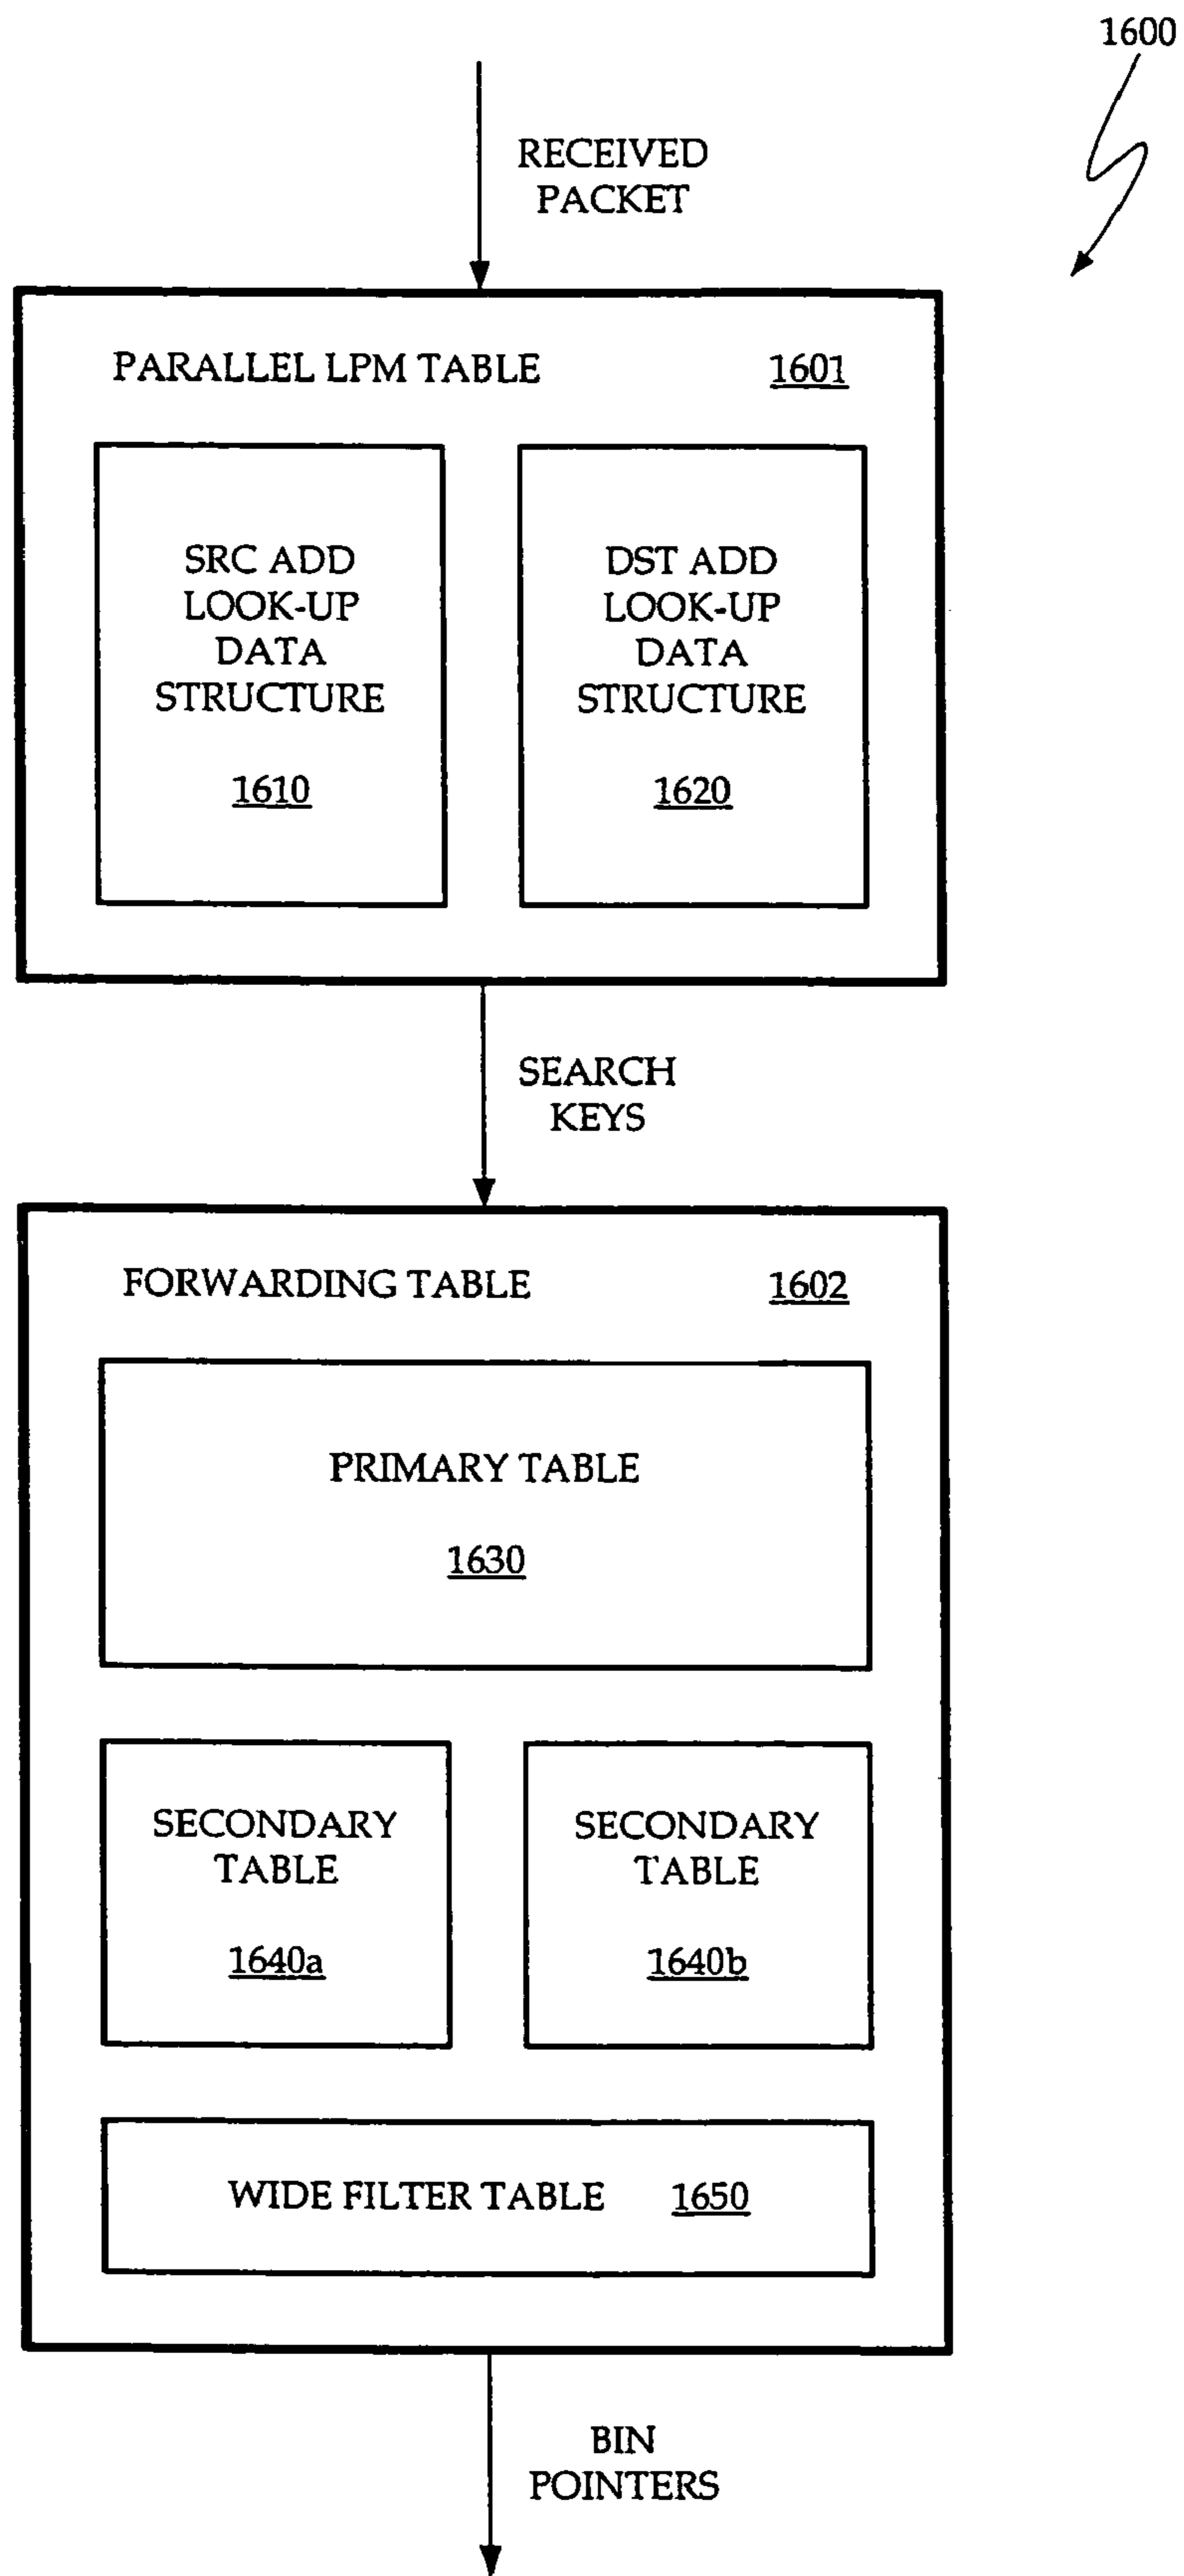 1600
RECEIVED
PACKET
PARALLEL LPM TABLE 1601
SRC ADD
LOOK-UP
DATA
STRUCTURE
1610
DST ADD
LOOK-UP
DATA
STRUCTURE
1620
SEARCH
KEYS
FORWARDING TABLE 1602
PRIMARY TABLE
1630
SECONDARY
TABLE
1640a
SECONDARY
TABLE
1640b
WIDE FILTER TABLE 1650
BIN
POINTERS